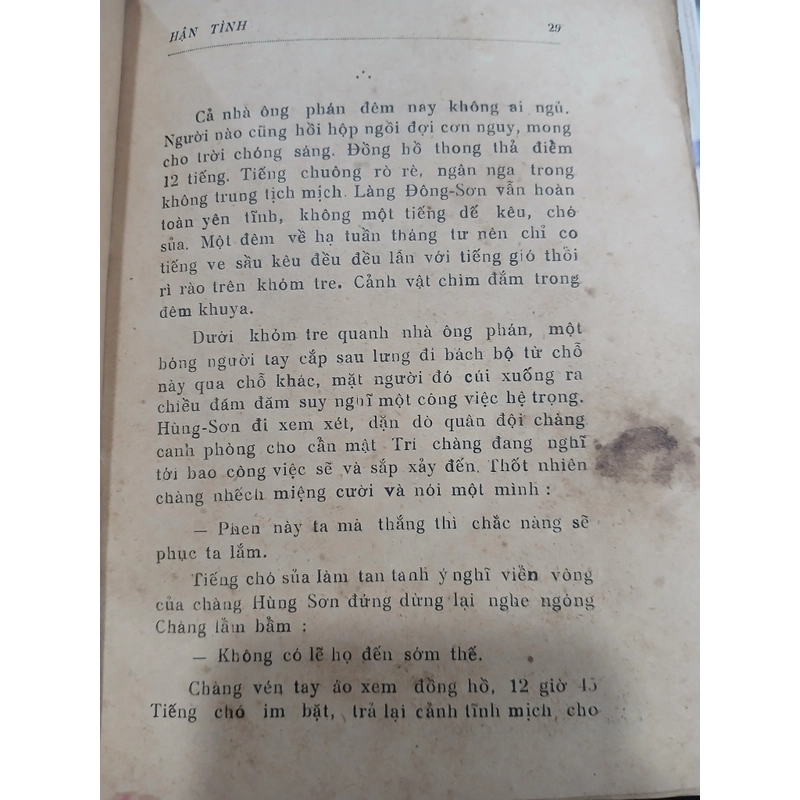 HẬN TÌNH 29
∴
Cả nhà ông phán đêm nay không ai ngủ.
Người nào cũng hồi hộp ngồi đợi cơn nguy, mong
cho trời chóng sáng. Đồng hồ thong thả điểm
12 tiếng. Tiếng chuông rò rè, ngân nga trong
không trung tịch mịch. Làng Đông-Sơn vẫn hoàn
toàn yên tĩnh, không một tiếng dế kêu, chó
sủa. Một đêm về hạ tuần tháng tư nên chỉ co
tiếng ve sầu kêu đều đều lẫn với tiếng gió thổi
rì rào trên khóm tre. Cảnh vật chìm đắm trong
đêm khuya.
Dưới khóm tre quanh nhà ông phán, một
bóng người tay cắp sau lưng đi bách bộ từ chỗ
này qua chỗ khác, mặt người đó cúi xuống ra
chiều đám đăm suy nghĩ một công việc hệ trọng.
Hùng-Sơn đi xem xét, dặn dò quân đội chàng
canh phòng cho cẩn mật Trí chàng đang nghĩ
tới bao công việc sẽ và sắp xảy đến. Thốt nhiên
chàng nhếch miệng cười và nói một mình :
— Phen này ta mà thắng thì chắc nàng sẽ
phục ta lắm.
Tiếng chó sủa làm tan tành ý nghĩ viễn vòng
của chàng Hùng Sơn đứng dừng lại nghe ngóng
Chàng lẩm bẩm :
— Không có lẽ họ đến sớm thế.
Chàng vén tay áo xem đồng hồ, 12 giờ 45
Tiếng chó im bặt, trả lại cảnh tĩnh mịch, cho